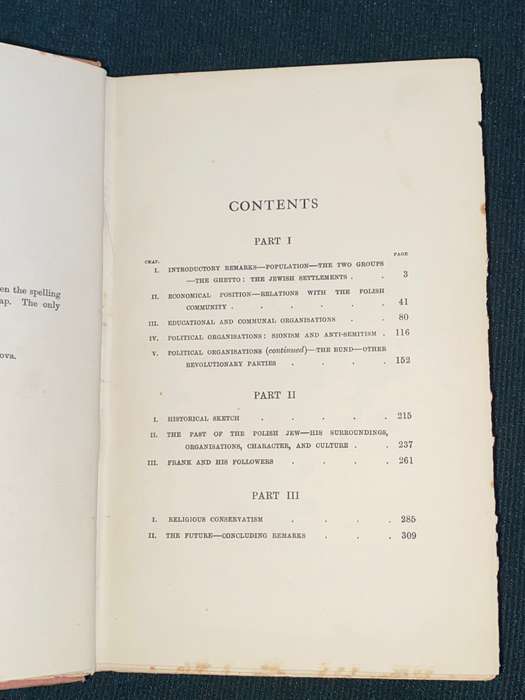 en the spelling
ap. The only
ova.
CONTENTS
PART I
CHAP. PAGE
I. INTRODUCTORY REMARKS—POPULATION—THE TWO GROUPS
—THE GHETTO: THE JEWISH SETTLEMENTS . . 3
II. ECONOMICAL POSITION—RELATIONS WITH THE POLISH
COMMUNITY . . . . . . 41
III. EDUCATIONAL AND COMMUNAL ORGANISATIONS . . 80
IV. POLITICAL ORGANISATIONS: SIONISM AND ANTI-SEMITISM . 116
V. POLITICAL ORGANISATIONS (continued)—THE BUND—OTHER
REVOLUTIONARY PARTIES . . . . 152
PART II
I. HISTORICAL SKETCH . . . . . 215
II. THE PAST OF THE POLISH JEW—HIS SURROUNDINGS,
ORGANISATIONS, CHARACTER, AND CULTURE . . 237
III. FRANK AND HIS FOLLOWERS . . . . 261
PART III
I. RELIGIOUS CONSERVATISM . . . . 285
II. THE FUTURE—CONCLUDING REMARKS . . . 309